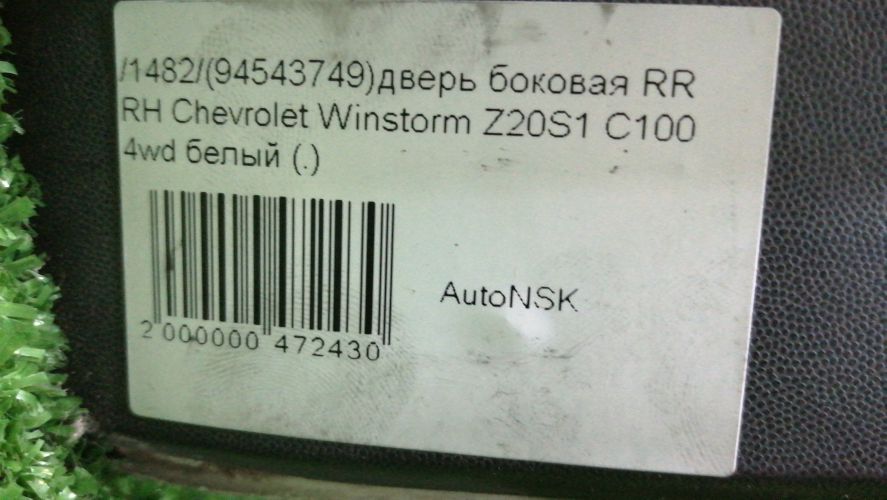 /1482/(94543749)дверь боковая RR
RH Chevrolet Winstorm Z20S1 C100
4wd белый (.)
AutoNSK
2 000000 472430